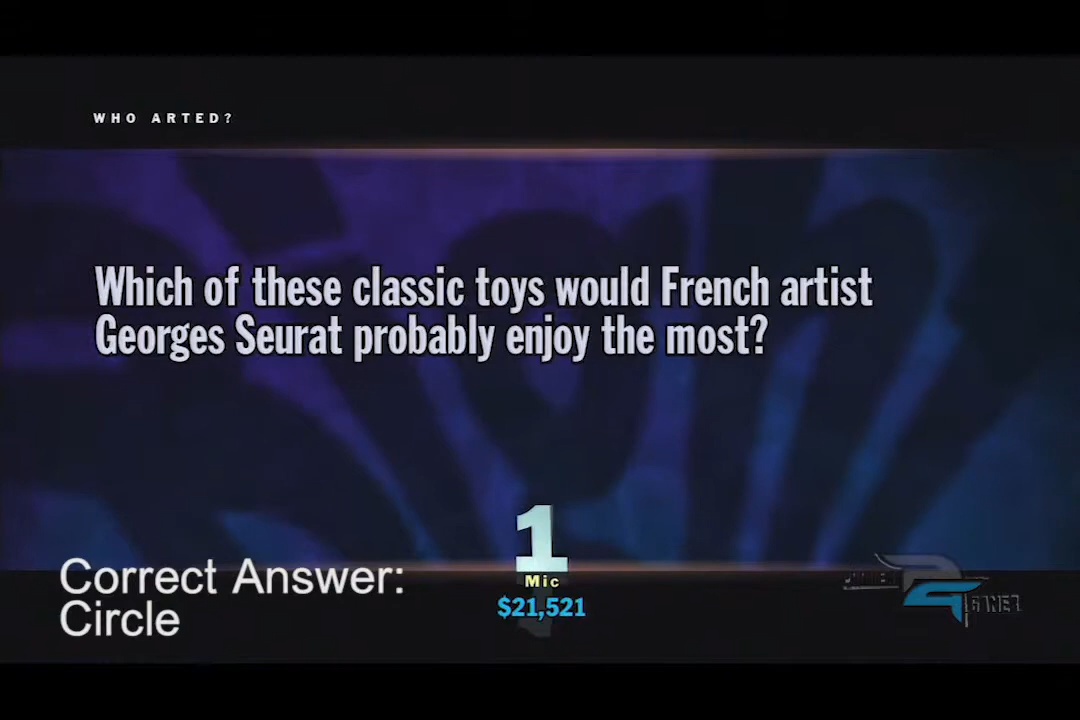 WHO ARTED?
Which of these classic toys would French artist
Georges Seurat probably enjoy the most?
1
Mic
$21,521
Correct Answer:
Circle